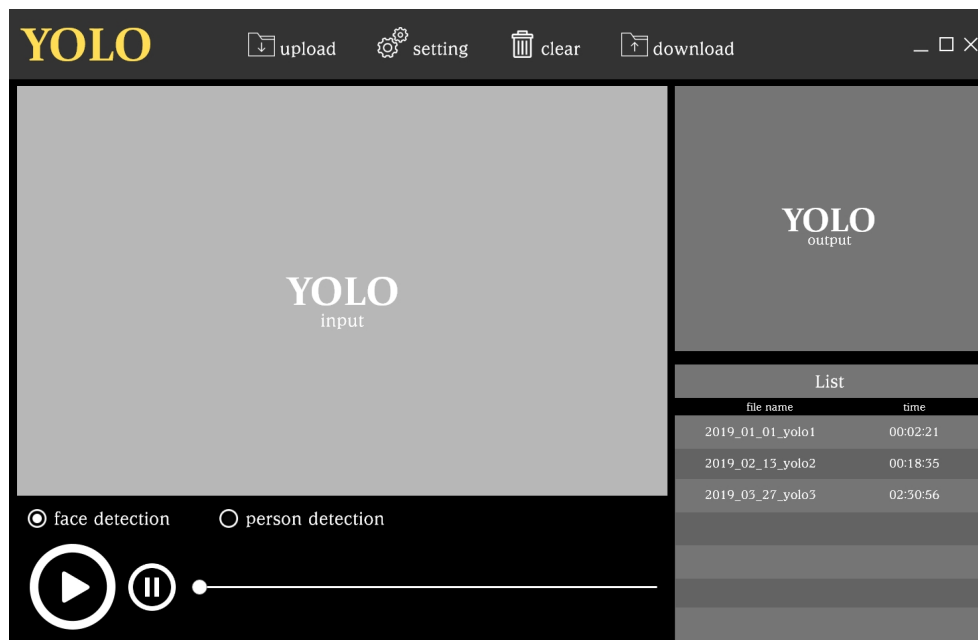 YOLO
upload
setting
clear
download
YOLO
input
YOLO
output
List
file name time
2019_01_01_yolo1 00:02:21
2019_02_13_yolo2 00:18:35
2019_03_27_yolo3 02:30:56
face detection
person detection